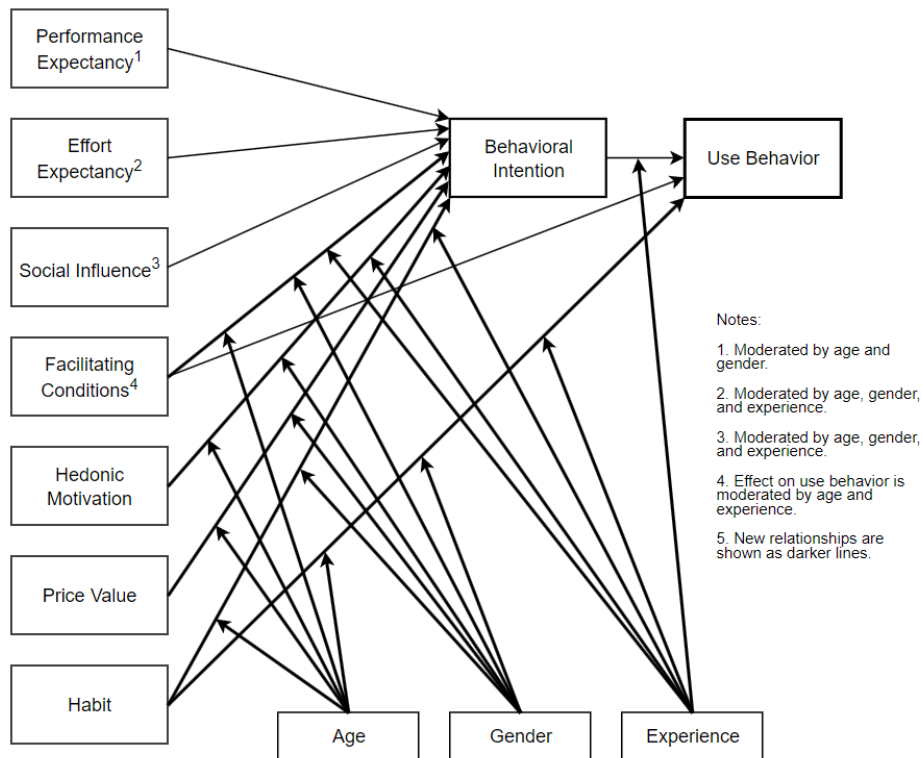 Performance
Expectancy1
Effort
Expectancy2
Social Influence3
Facilitating
Conditions4
Hedonic
Motivation
Price Value
Habit
Behavioral
Intention
Use Behavior
Age
Gender
Experience
Notes:
1. Moderated by age and
gender.
2. Moderated by age, gender,
and experience.
3. Moderated by age, gender,
and experience.
4. Effect on use behavior is
moderated by age and
experience.
5. New relationships are
shown as darker lines.